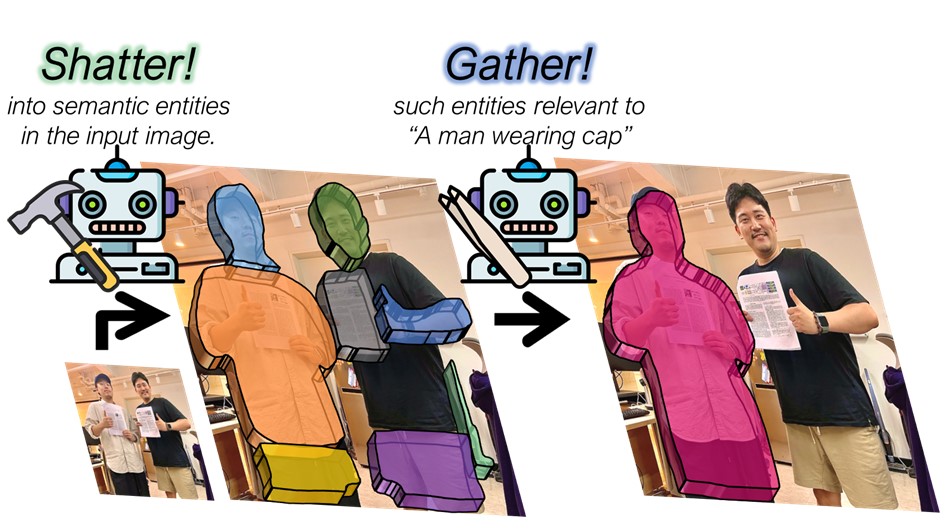 Shatter!
into semantic entities
in the input image.
Gather!
such entities relevant to
“A man wearing cap”